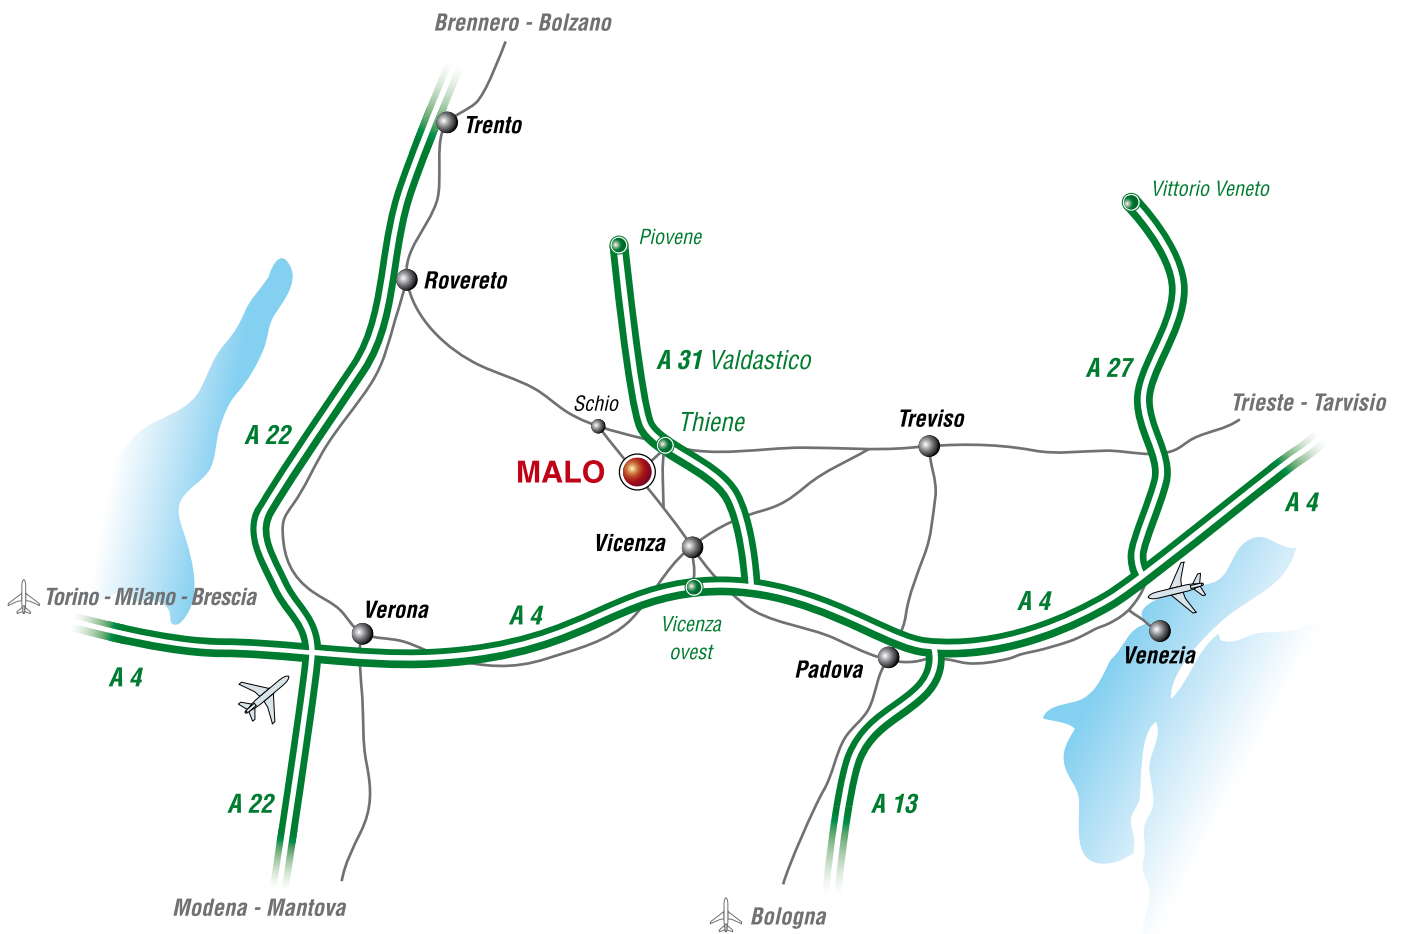 Brennero - Bolzano
Trento
Vittorio Veneto
Piovene
Rovereto
A 31 Valdastico
A 27
Schio
Trieste - Tarvisio
Thiene
Treviso
A 22
MALO
A 4
Vicenza
Torino - Milano - Brescia
Verona
A 4
A 4
Vicenza
ovest
Venezia
Padova
A 4
A 22
A 13
Modena - Mantova
Bologna